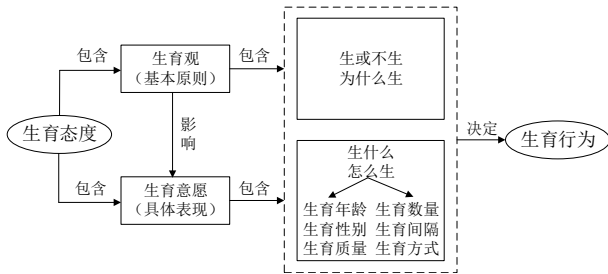 包含
生育观
（基本原则）
包含
生或不生
为什么生
生育态度
影
响
决定
生育行为
包含
生育意愿
（具体表现）
包含
生什么
怎么生
生育年龄 生育数量
生育性别 生育间隔
生育质量 生育方式